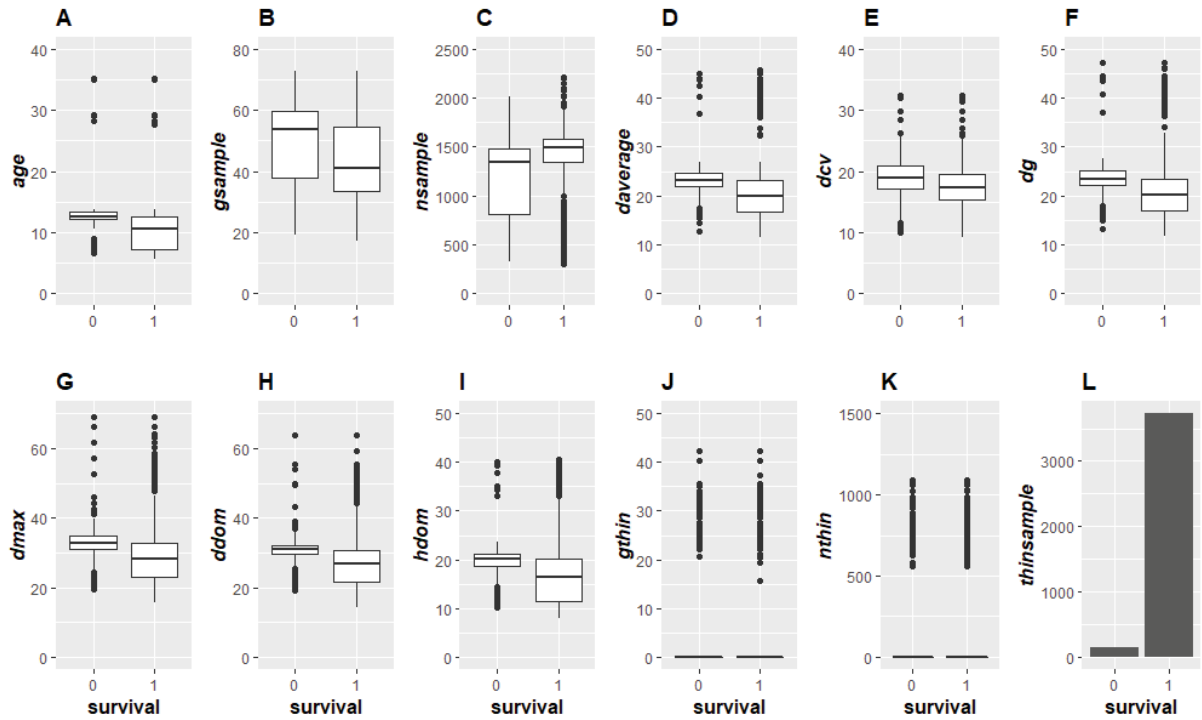 A
B
C
D
E
F
age
40
30
20
10
0
0 1
gsample
80
60
40
20
0
0 1
nsample
2500
2000
1500
1000
500
0
0 1
daverage
50
40
30
20
10
0
0 1
dcv
40
30
20
10
0
0 1
dg
50
40
30
20
10
0
0 1
G
H
I
J
K
L
dmax
60
40
20
0
0 1
survival
ddom
60
40
20
0
0 1
survival
hdom
50
40
30
20
10
0
0 1
survival
gthin
50
40
30
20
10
0
0 1
survival
nthin
1500
1000
500
0
0 1
survival
thinsample
3000
2000
1000
0
0 1
survival